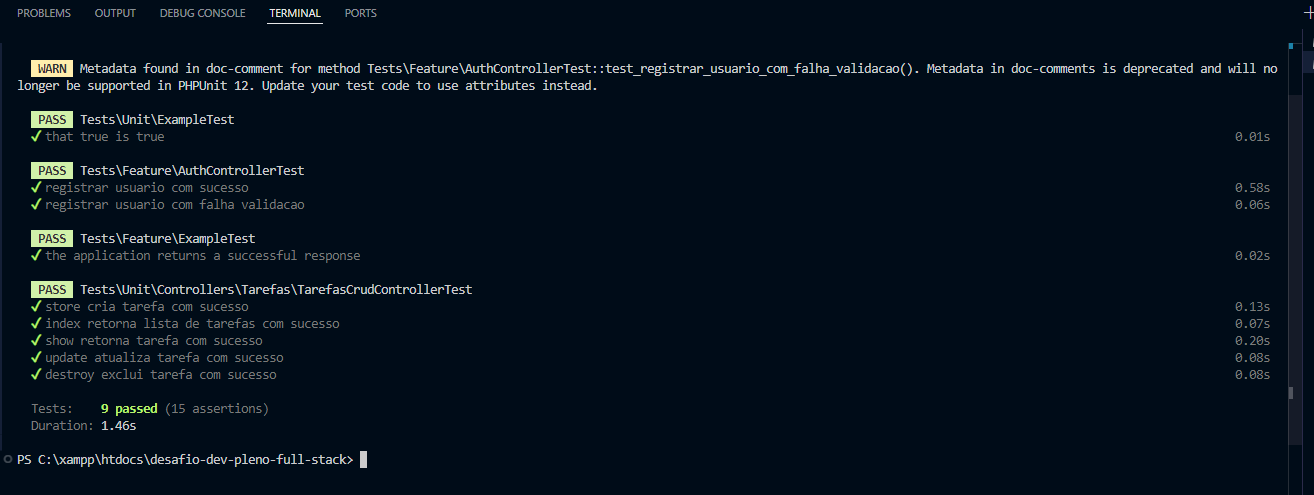 PROBLEMS OUTPUT DEBUG CONSOLE TERMINAL PORTS
WARN Metadata found in doc-comment for method Tests\Feature\AuthControllerTest::test_registrar_usuario_com_falha_validacao(). Metadata in doc-comments is deprecated and will no
longer be supported in PHPUnit 12. Update your test code to use attributes instead.
PASS Tests\Unit\ExampleTest
✓ that true is true 0.01s
PASS Tests\Feature\AuthControllerTest
✓ registrar usuario com sucesso 0.58s
✓ registrar usuario com falha validacao 0.06s
PASS Tests\Feature\ExampleTest
✓ the application returns a successful response 0.02s
PASS Tests\Unit\Controllers\Tarefas\TarefasCrudControllerTest
✓ store cria tarefa com sucesso 0.13s
✓ index retorna lista de tarefas com sucesso 0.07s
✓ show retorna tarefa com sucesso 0.20s
✓ update atualiza tarefa com sucesso 0.08s
✓ destroy exclui tarefa com sucesso 0.08s
Tests: 9 passed (15 assertions)
Duration: 1.46s
PS C:\xampp\htdocs\desafio-dev-pleno-full-stack>